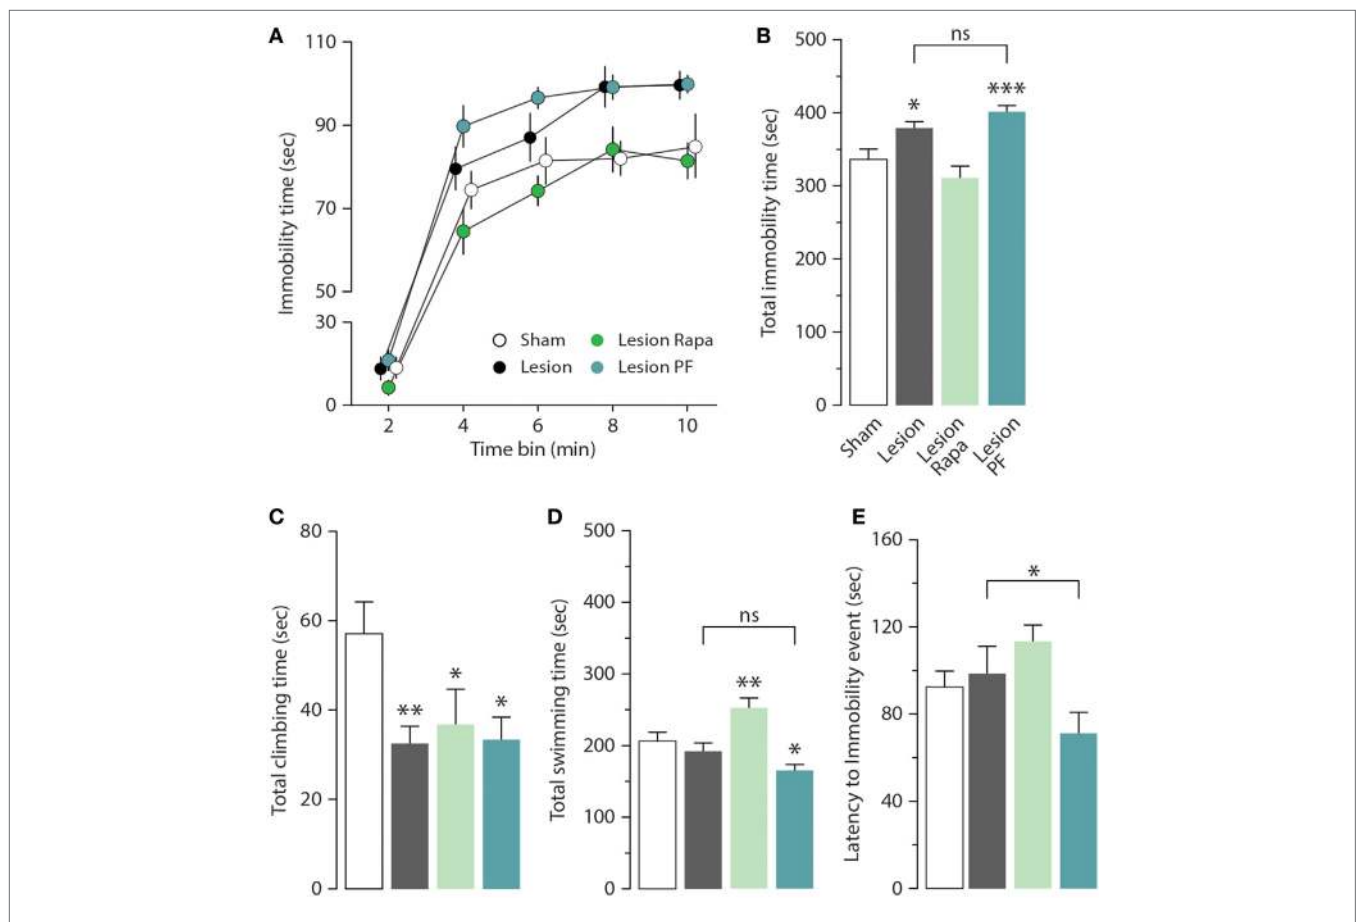 A
Immobility time (sec)
110
90
70
50
30
0
2 4 6 8 10
Time bin (min)
Sham
Lesion
Lesion Rapa
Lesion PF
B
Total immobility time (sec)
500
400
300
200
100
0
ns
*
***
Sham
Lesion
Lesion
Rapa
Lesion
PF
C
Total climbing time (sec)
80
60
40
20
0
**
*
*
D
Total swimming time (sec)
500
400
300
200
100
0
ns
**
*
E
Latency to Immobility event (sec)
160
120
80
40
0
*